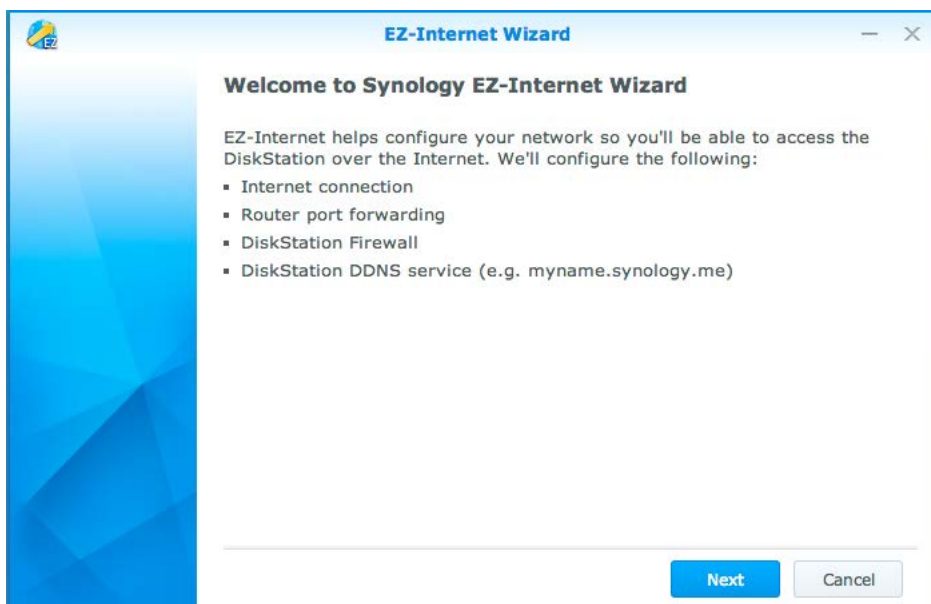 EZ
EZ-Internet Wizard
Welcome to Synology EZ-Internet Wizard
EZ-Internet helps configure your network so you'll be able to access the
DiskStation over the Internet. We'll configure the following:
▪ Internet connection
▪ Router port forwarding
▪ DiskStation Firewall
▪ DiskStation DDNS service (e.g. myname.synology.me)
Next
Cancel